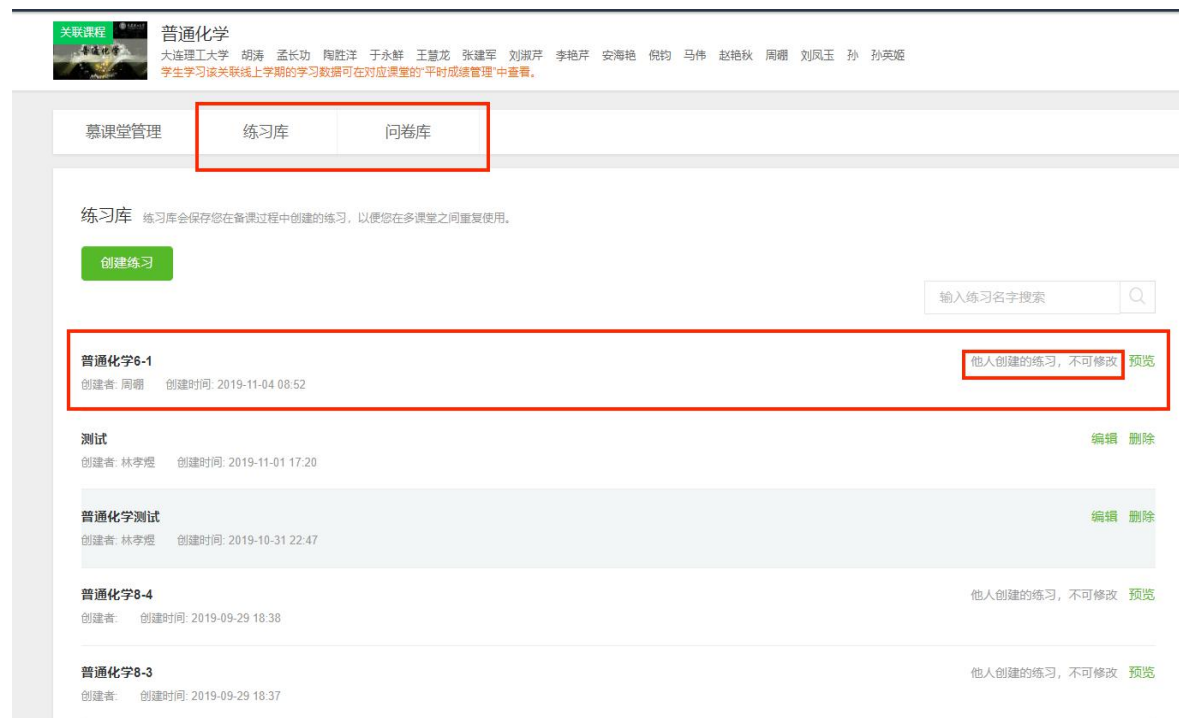 关联课程
普通化学
普通化学
大连理工大学 胡涛 孟长功 陶胜洋 于永鲜 王慧龙 张建军 刘淑芹 李艳芹 安海艳 倪钧 马伟 赵艳秋 周硼 刘凤玉 孙 孙英姬
学生学习该关联线上学期的学习数据可在对应课堂的“平时成绩管理”中查看。
慕课堂管理 练习库 问卷库
练习库 练习库会保存您在备课过程中创建的练习，以便您在多课堂之间重复使用。
创建练习
输入练习名字搜索
普通化学6-1 他人创建的练习，不可修改 预览
创建者: 周硼 创建时间: 2019-11-04 08:52
测试 编辑 删除
创建者: 林孝煜 创建时间: 2019-11-01 17:20
普通化学测试 编辑 删除
创建者: 林孝煜 创建时间: 2019-10-31 22:47
普通化学8-4 他人创建的练习，不可修改 预览
创建者: 创建时间: 2019-09-29 18:38
普通化学8-3 他人创建的练习，不可修改 预览
创建者: 创建时间: 2019-09-29 18:37